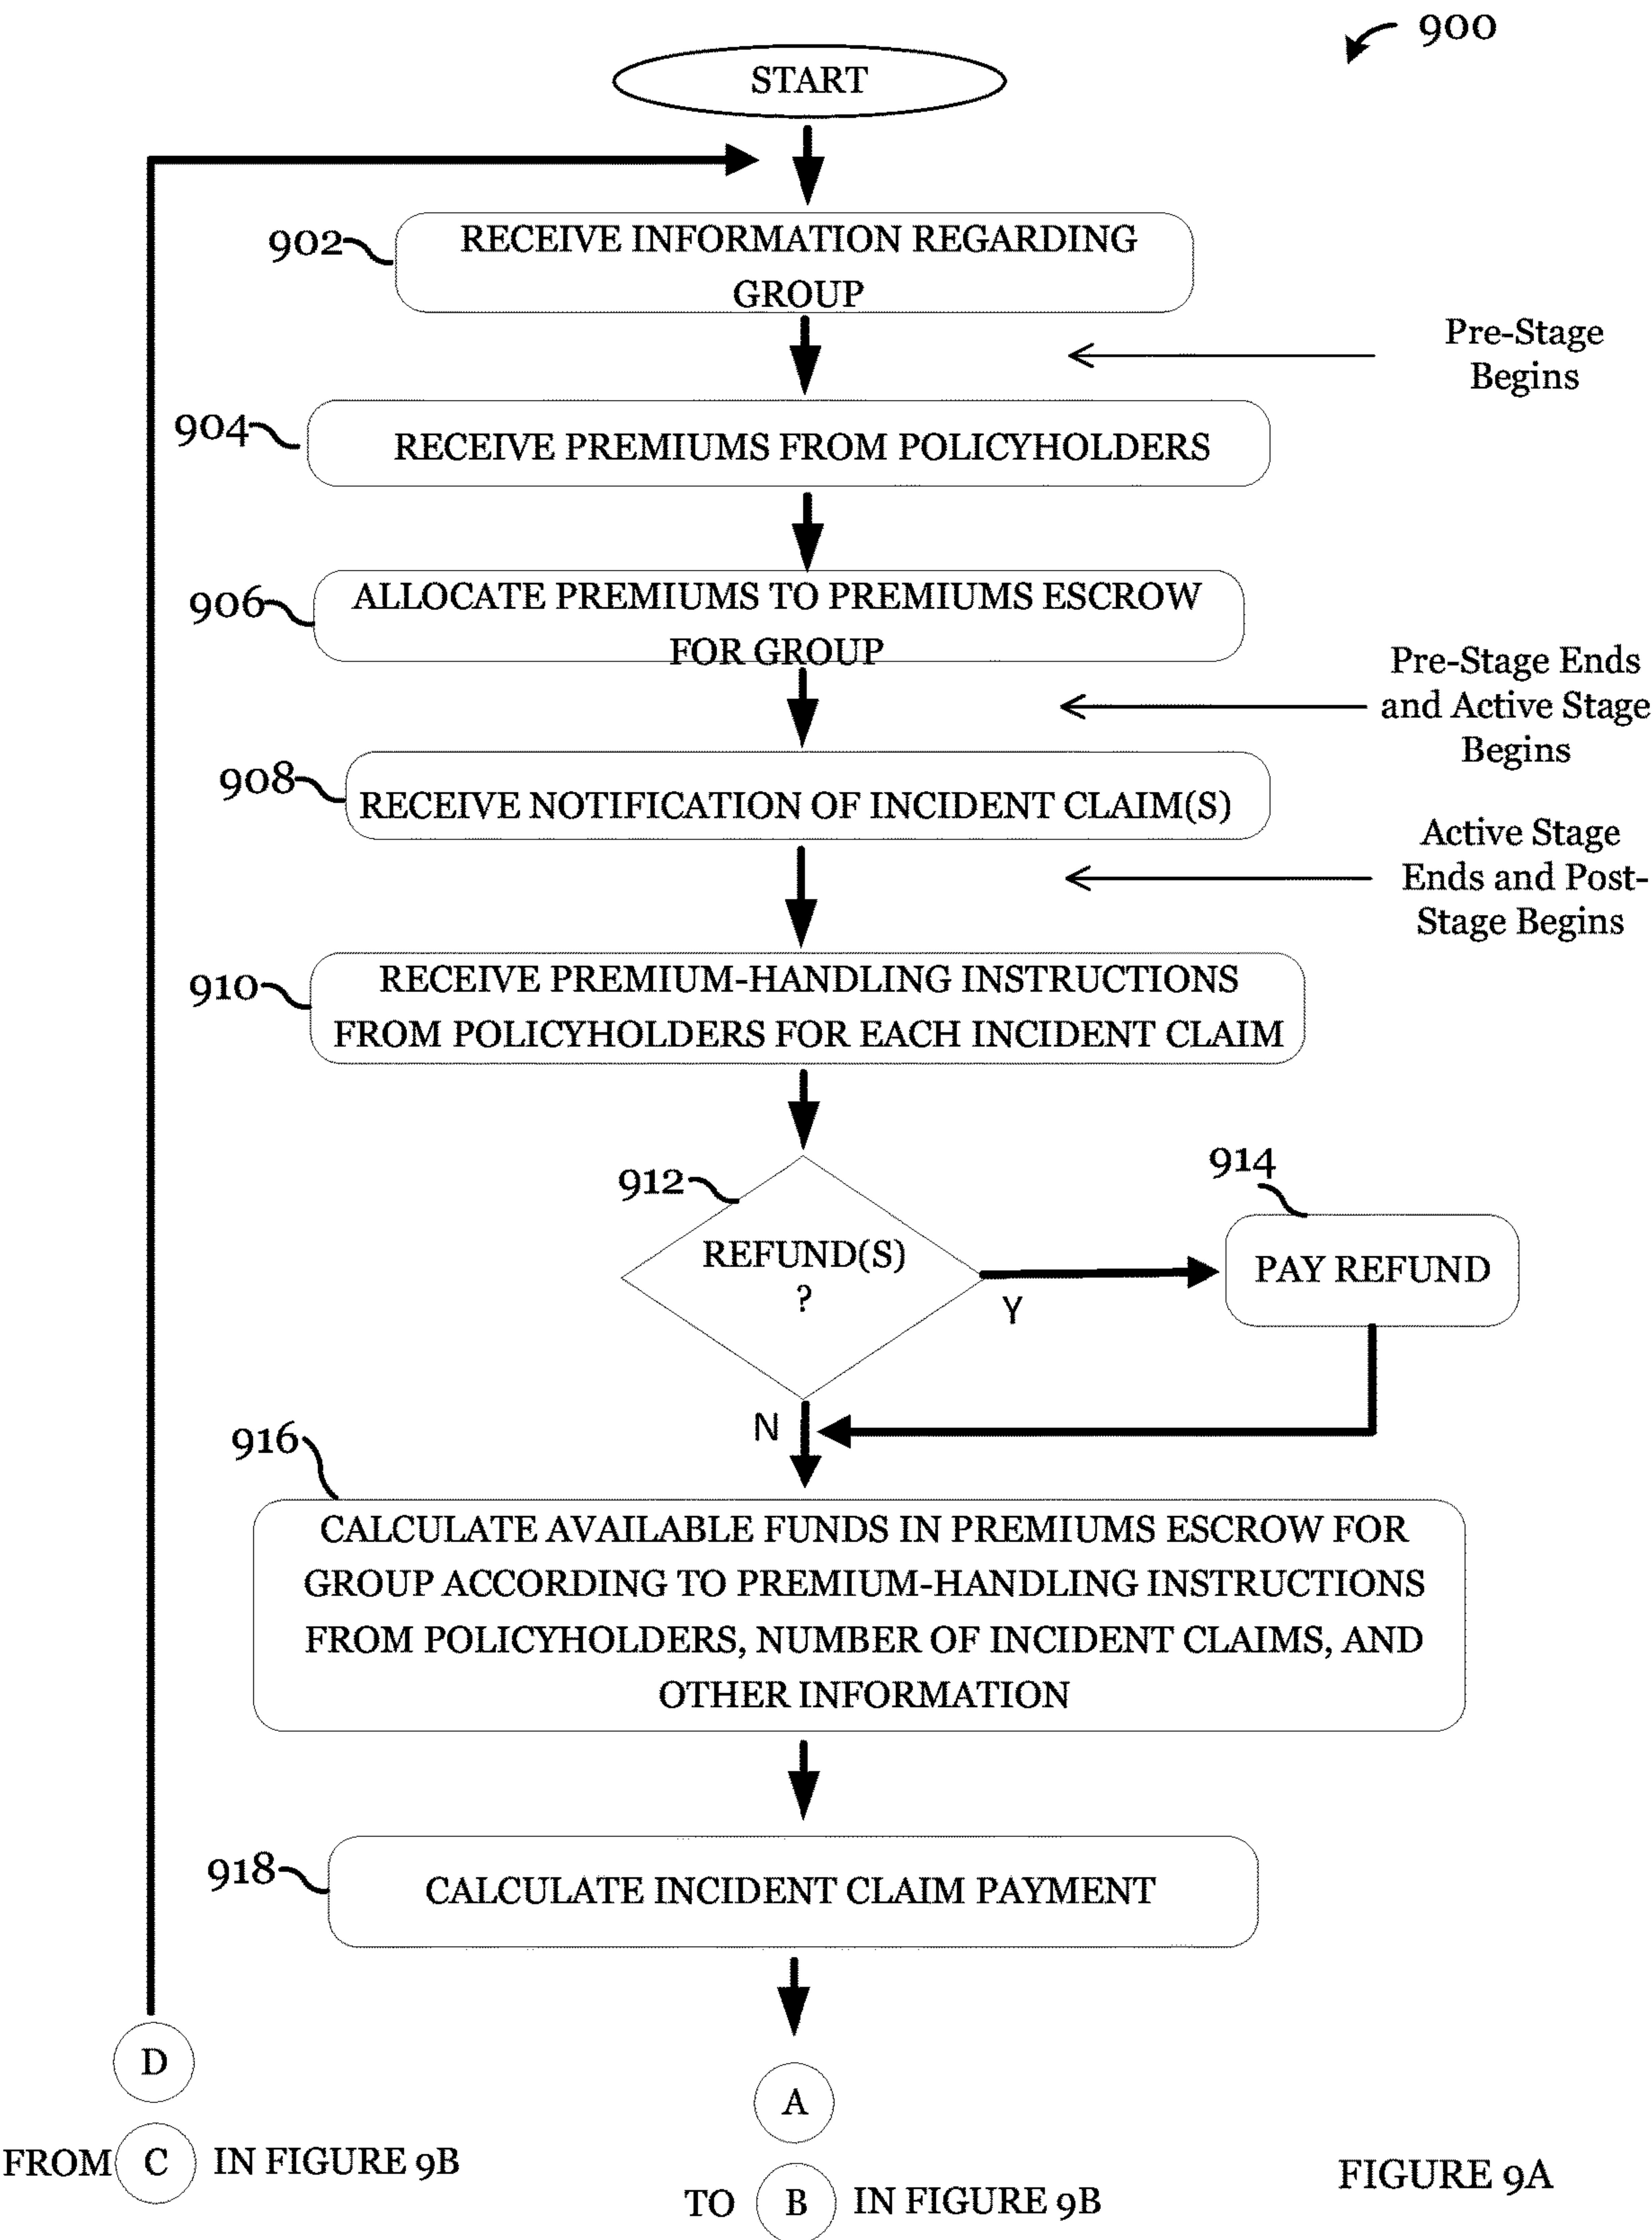 900
START
902
RECEIVE INFORMATION REGARDING
GROUP
Pre-Stage
Begins
904
RECEIVE PREMIUMS FROM POLICYHOLDERS
906
ALLOCATE PREMIUMS TO PREMIUMS ESCROW
FOR GROUP
Pre-Stage Ends
and Active Stage
Begins
908
RECEIVE NOTIFICATION OF INCIDENT CLAIM(S)
Active Stage
Ends and Post-
Stage Begins
910
RECEIVE PREMIUM-HANDLING INSTRUCTIONS
FROM POLICYHOLDERS FOR EACH INCIDENT CLAIM
912
REFUND(S)
?
Y
914
PAY REFUND
N
916
CALCULATE AVAILABLE FUNDS IN PREMIUMS ESCROW FOR
GROUP ACCORDING TO PREMIUM-HANDLING INSTRUCTIONS
FROM POLICYHOLDERS, NUMBER OF INCIDENT CLAIMS, AND
OTHER INFORMATION
918
CALCULATE INCIDENT CLAIM PAYMENT
D
FROM C IN FIGURE 9B
A
TO B IN FIGURE 9B
FIGURE 9A